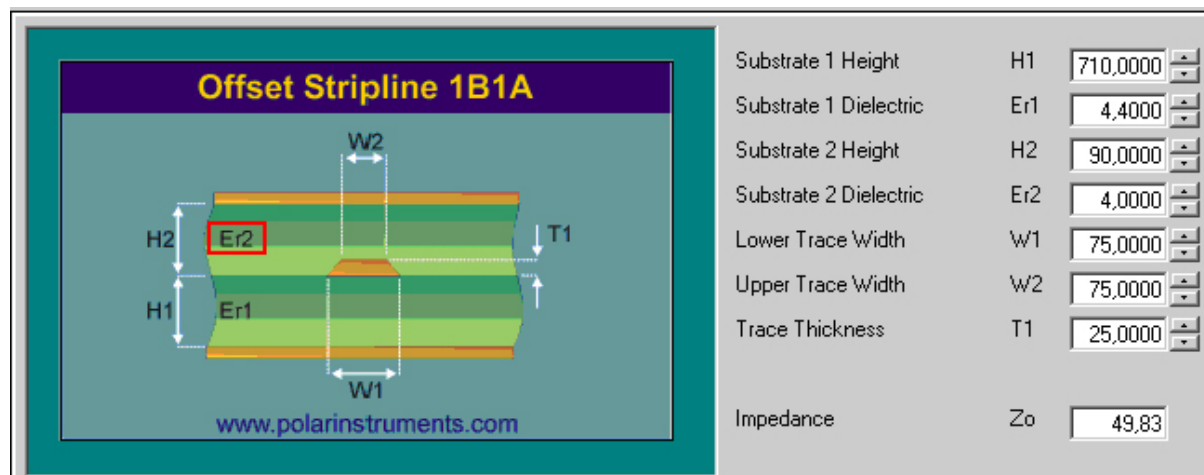 Offset Stripline 1B1A
W2
H2
Er2
T1
H1
Er1
W1
www.polarinstruments.com
Substrate 1 Height H1 710,0000
Substrate 1 Dielectric Er1 4,4000
Substrate 2 Height H2 90,0000
Substrate 2 Dielectric Er2 4,0000
Lower Trace Width W1 75,0000
Upper Trace Width W2 75,0000
Trace Thickness T1 25,0000
Impedance Zo 49,83